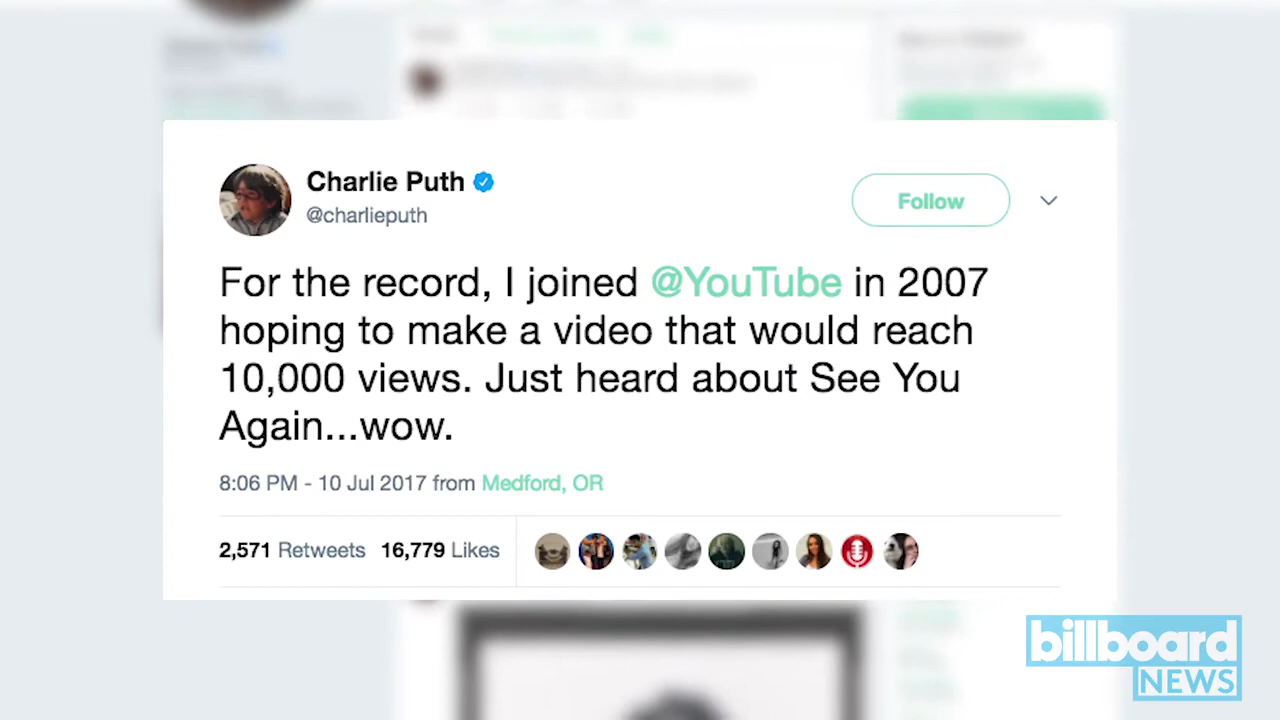 Charlie Puth
@charlieputh
Follow
For the record, I joined @YouTube in 2007
hoping to make a video that would reach
10,000 views. Just heard about See You
Again...wow.
8:06 PM - 10 Jul 2017 from Medford, OR
2,571 Retweets 16,779 Likes
billboard
NEWS